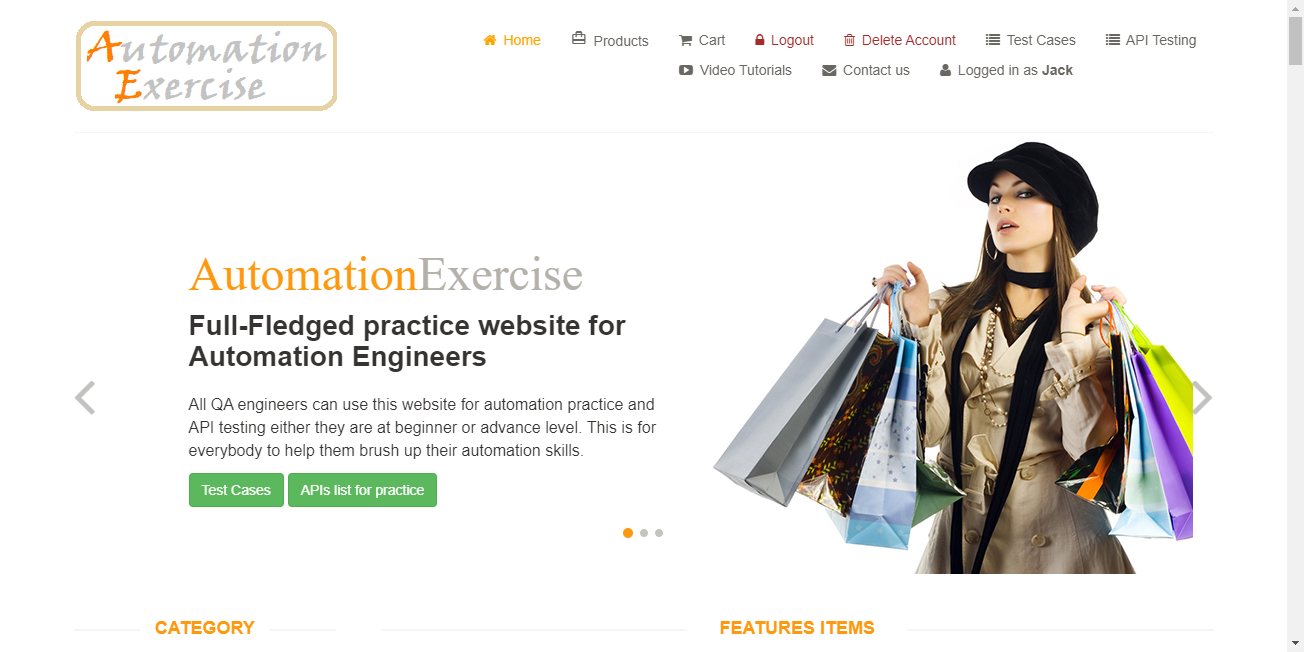 Automation
Exercise
Home Products Cart Logout Delete Account Test Cases API Testing
Video Tutorials Contact us Logged in as Jack
AutomationExercise
Full-Fledged practice website for
Automation Engineers
All QA engineers can use this website for automation practice and
API testing either they are at beginner or advance level. This is for
everybody to help them brush up their automation skills.
Test Cases APIs list for practice
CATEGORY FEATURES ITEMS